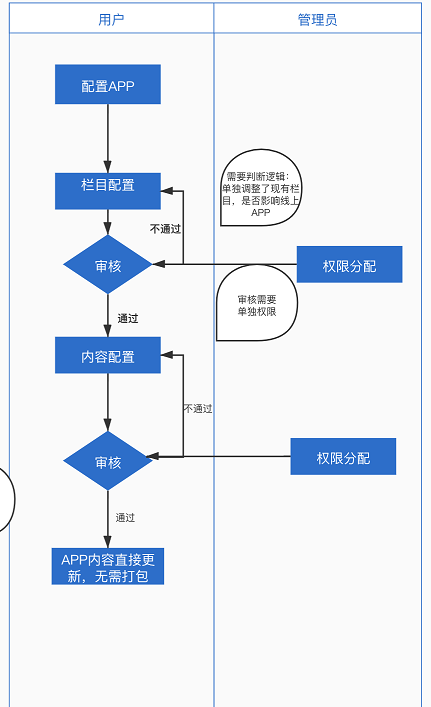 用户
管理员
配置APP
栏目配置
需要判断逻辑：
单独调整了现有栏
目，是否影响线上
APP
不通过
审核
权限分配
审核需要
单独权限
通过
内容配置
不通过
审核
权限分配
通过
APP内容直接更
新，无需打包